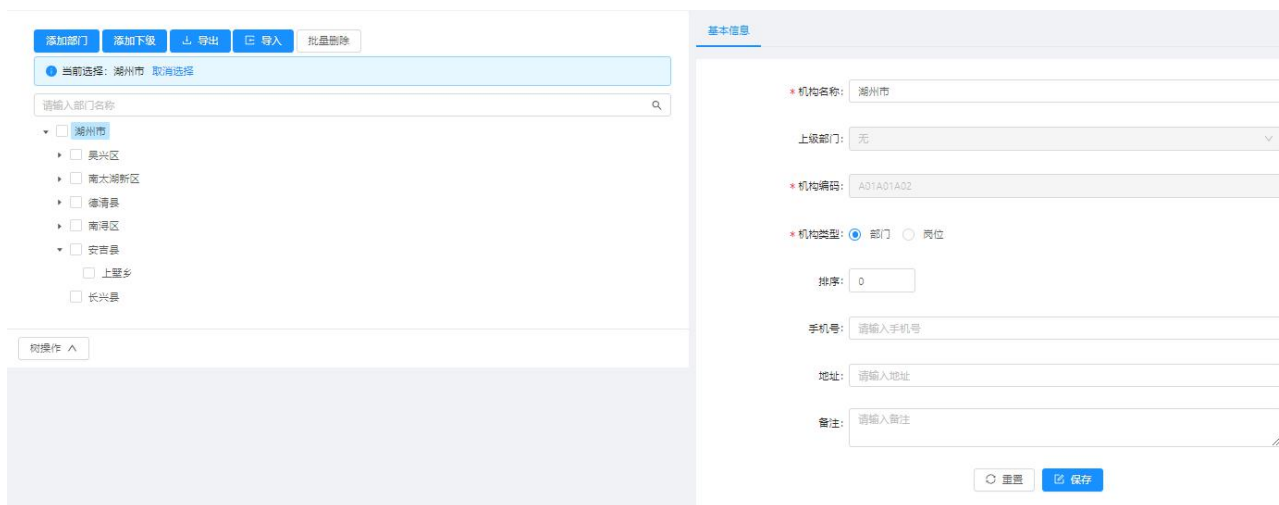 添加部门 添加下级 导出 导入 批量删除
当前选择：湖州市 取消选择
请输入部门名称
湖州市
吴兴区
南太湖新区
德清县
南浔区
安吉县
上墅乡
长兴县
树操作
基本信息
* 机构名称： 湖州市
上级部门： 无
* 机构编码： A01A01A02
* 机构类型： 部门 岗位
排序： 0
手机号： 请输入手机号
地址： 请输入地址
备注： 请输入备注
重置 保存